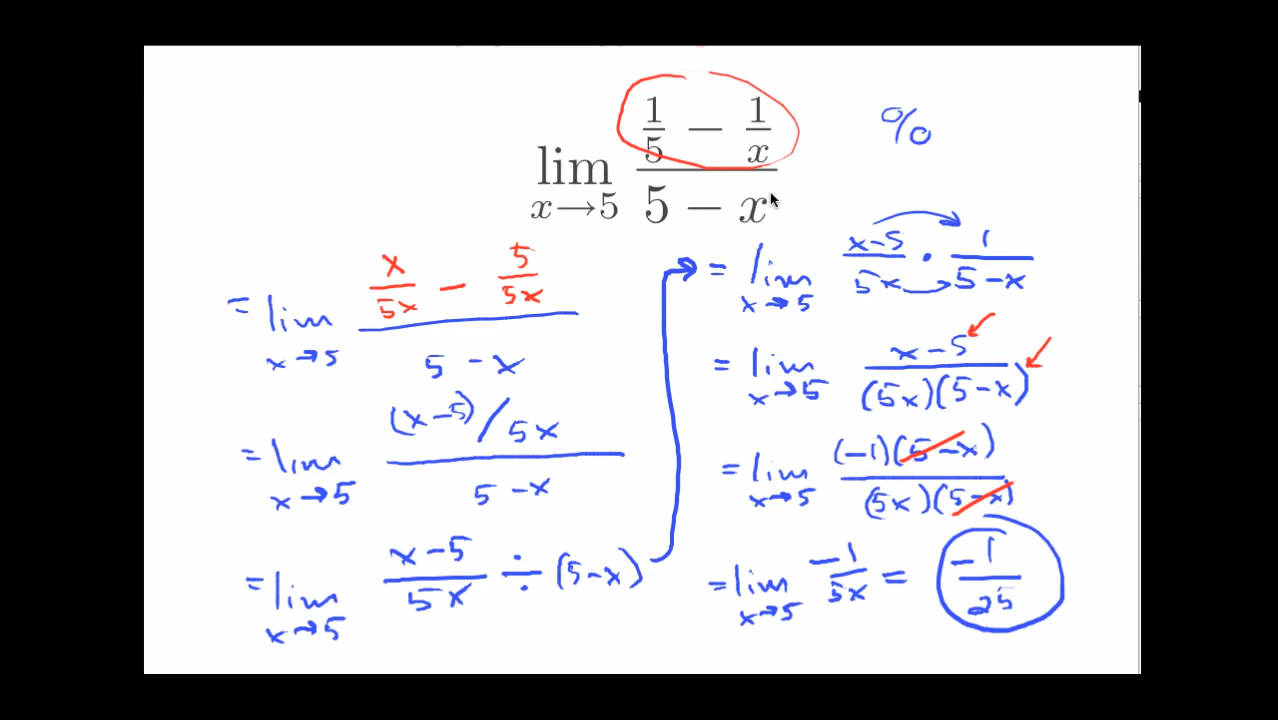 lim x→5 (1/5 − 1/x)/(5 − x)
0/0
= lim x→5 (x/5x − 5/5x)/(5 − x)
= lim x→5 ((x−5)/5x)/(5 − x)
= lim x→5 (x−5)/5x ÷ (5−x)
= lim x→5 (x−5)/5x · 1/(5−x)
= lim x→5 (x−5)/((5x)(5−x))
= lim x→5 ((−1)(5−x))/((5x)(5−x))
= lim x→5 −1/5x = −1/25